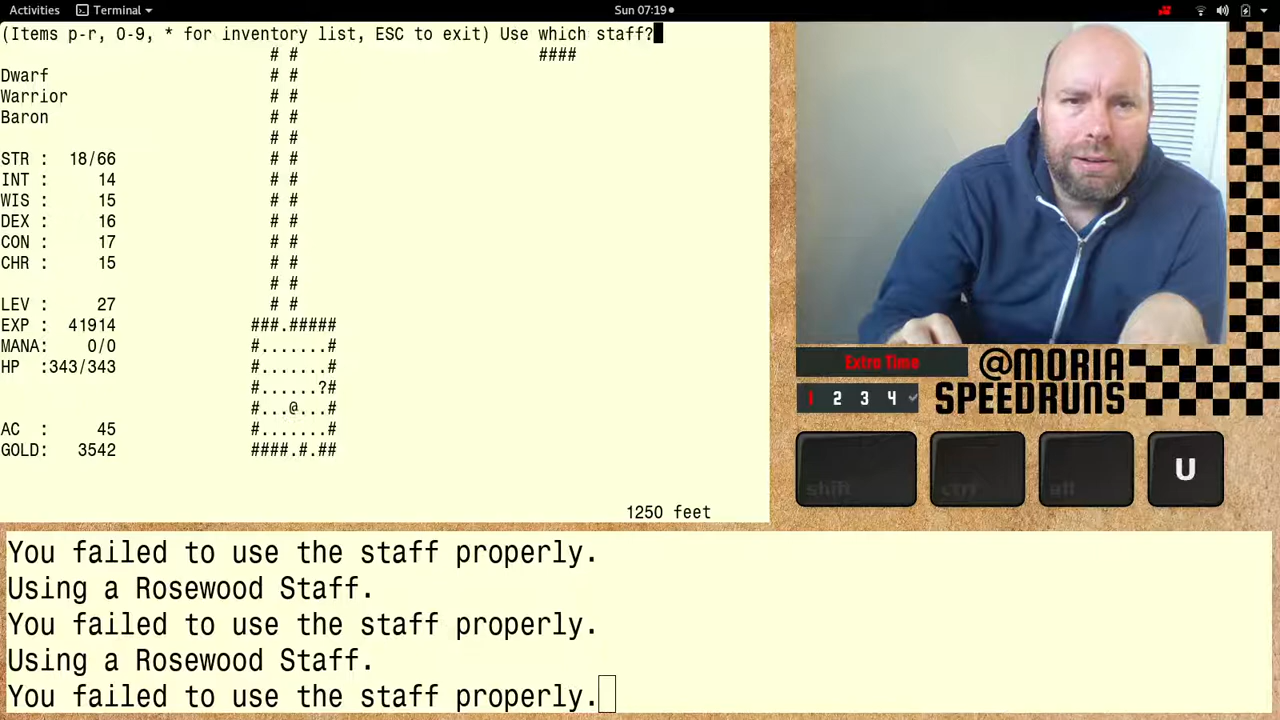 Activities
Terminal
Sun 07:19
(Items p-r, 0-9, * for inventory list, ESC to exit) Use which staff?
# # ####
Dwarf # #
Warrior # #
Baron # #
# #
STR : 18/66 # #
INT : 14 # #
WIS : 15 # #
DEX : 16 # #
CON : 17 # #
CHR : 15 # #
# #
LEV : 27 # #
EXP : 41914 ###.#####
MANA: 0/0 #.......#
HP :343/343 #.......#
#......?#
#...@...#
AC : 45 #.......#
GOLD: 3542 ####.#.##
1250 feet
You failed to use the staff properly.
Using a Rosewood Staff.
You failed to use the staff properly.
Using a Rosewood Staff.
You failed to use the staff properly.
Extra Time
1 2 3 4
@MORIA
SPEEDRUNS
shift
ctrl
alt
U